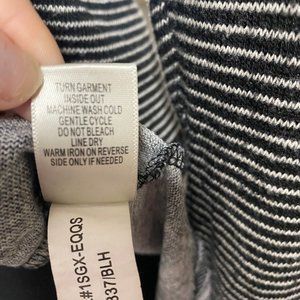 TURN GARMENT
INSIDE OUT
MACHINE WASH COLD
GENTLE CYCLE
DO NOT BLEACH
LINE DRY
WARM IRON ON REVERSE
SIDE ONLY IF NEEDED
#1SGX-EQQS
337/BLH